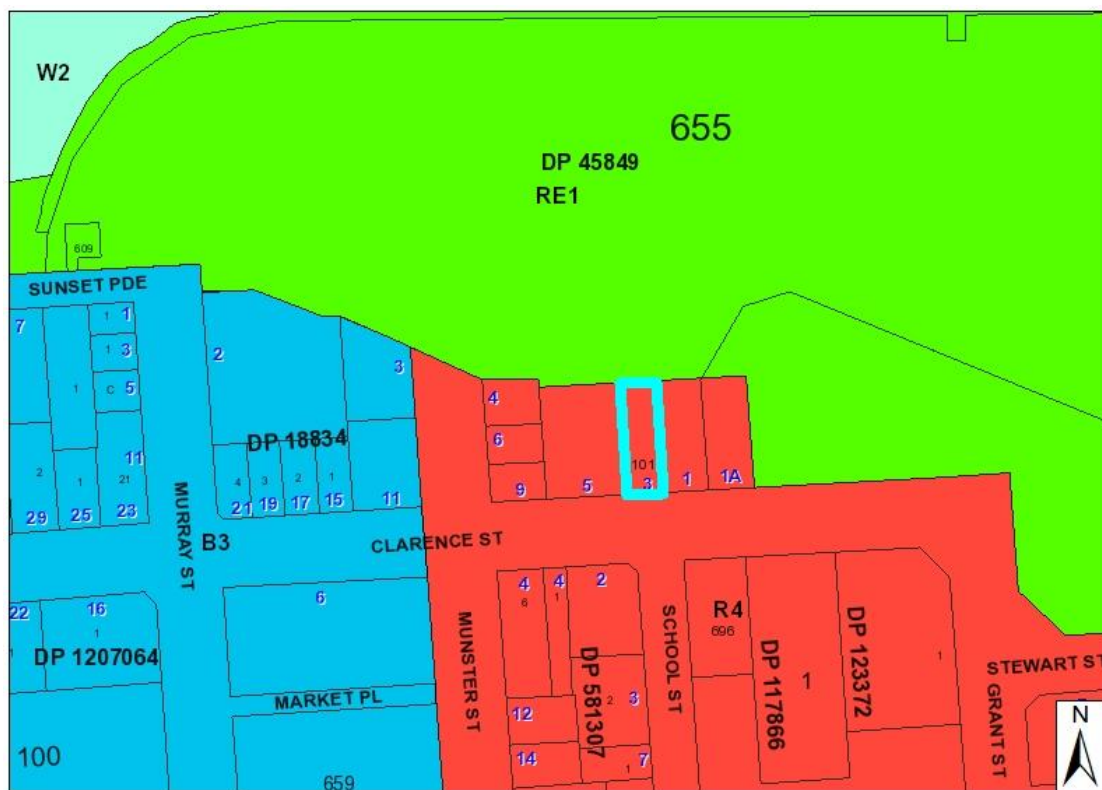 W2
655
DP 45849
RE1
609
SUNSET PDE
7
1
1
1
3
1
C
5
2
3
4
6
DP 18834
11
2
1
21
4
3
2
1
101
29
25
23
21
19
17
15
11
9
5
3
1
1A
MURRAY ST
B3
CLARENCE ST
22
16
1
1
DP 1207064
6
4
6
4
1
2
R4
696
MUNSTER ST
DP 581307
SCHOOL ST
DP 117866
1
DP 123372
1
STEWART ST
GRANT ST
MARKET PL
12
2
3
14
1
7
100
659
N